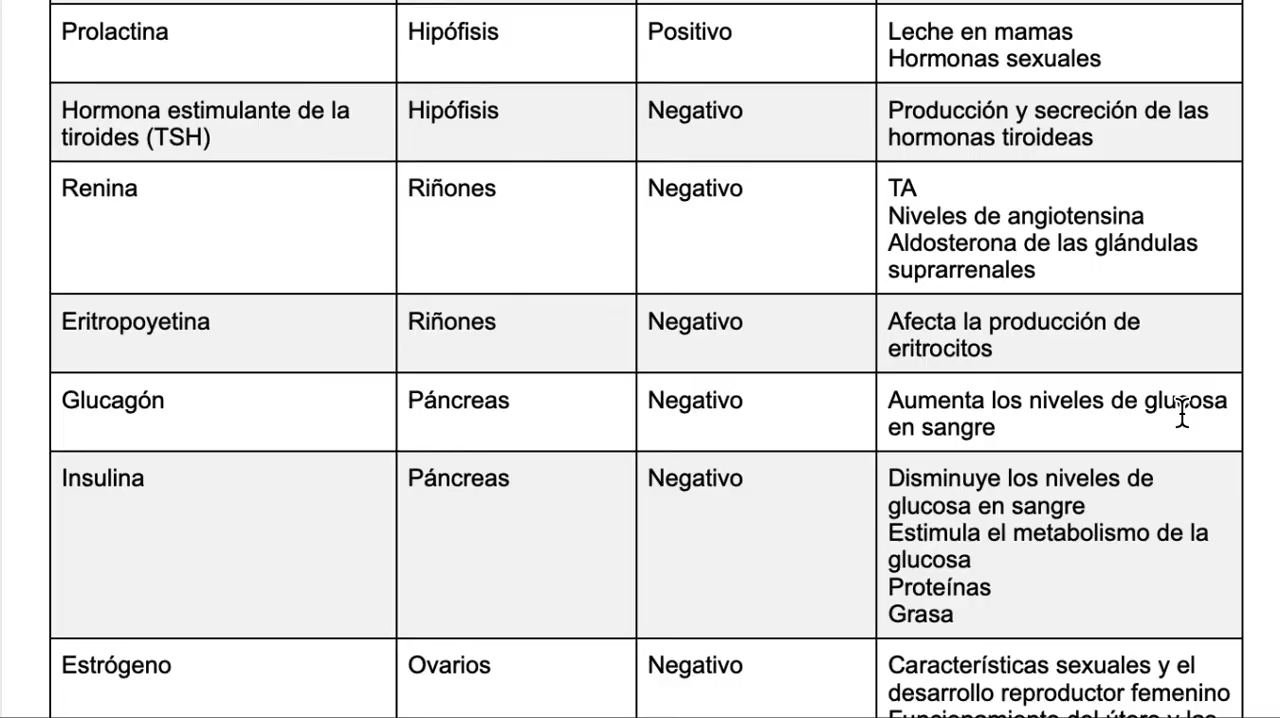 Prolactina
Hipófisis
Positivo
Leche en mamas
Hormonas sexuales
Hormona estimulante de la
tiroides (TSH)
Hipófisis
Negativo
Producción y secreción de las
hormonas tiroideas
Renina
Riñones
Negativo
TA
Niveles de angiotensina
Aldosterona de las glándulas
suprarrenales
Eritropoyetina
Riñones
Negativo
Afecta la producción de
eritrocitos
Glucagón
Páncreas
Negativo
Aumenta los niveles de glucosa
en sangre
Insulina
Páncreas
Negativo
Disminuye los niveles de
glucosa en sangre
Estimula el metabolismo de la
glucosa
Proteínas
Grasa
Estrógeno
Ovarios
Negativo
Características sexuales y el
desarrollo reproductor femenino
Funcionamiento del útero y las